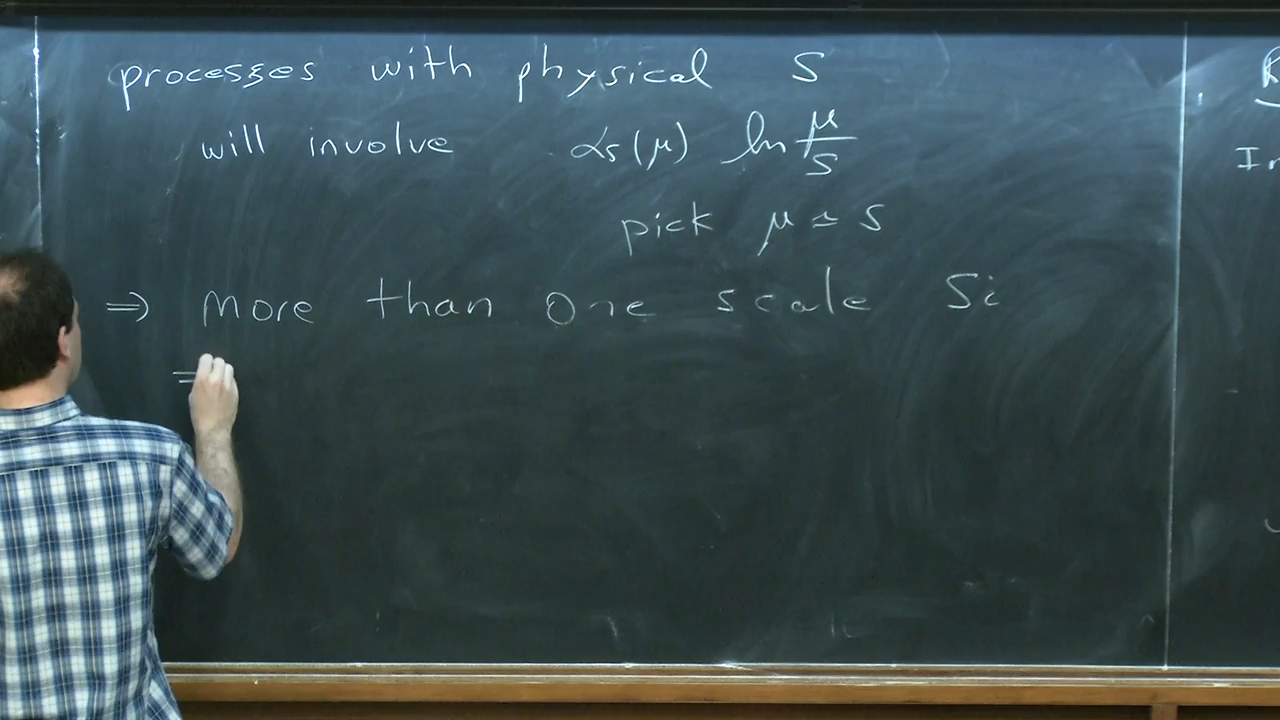 processes with physical S
will involve αs(μ) ln μ/S
pick μ ≃ S
⇒ More than one scale Si
=